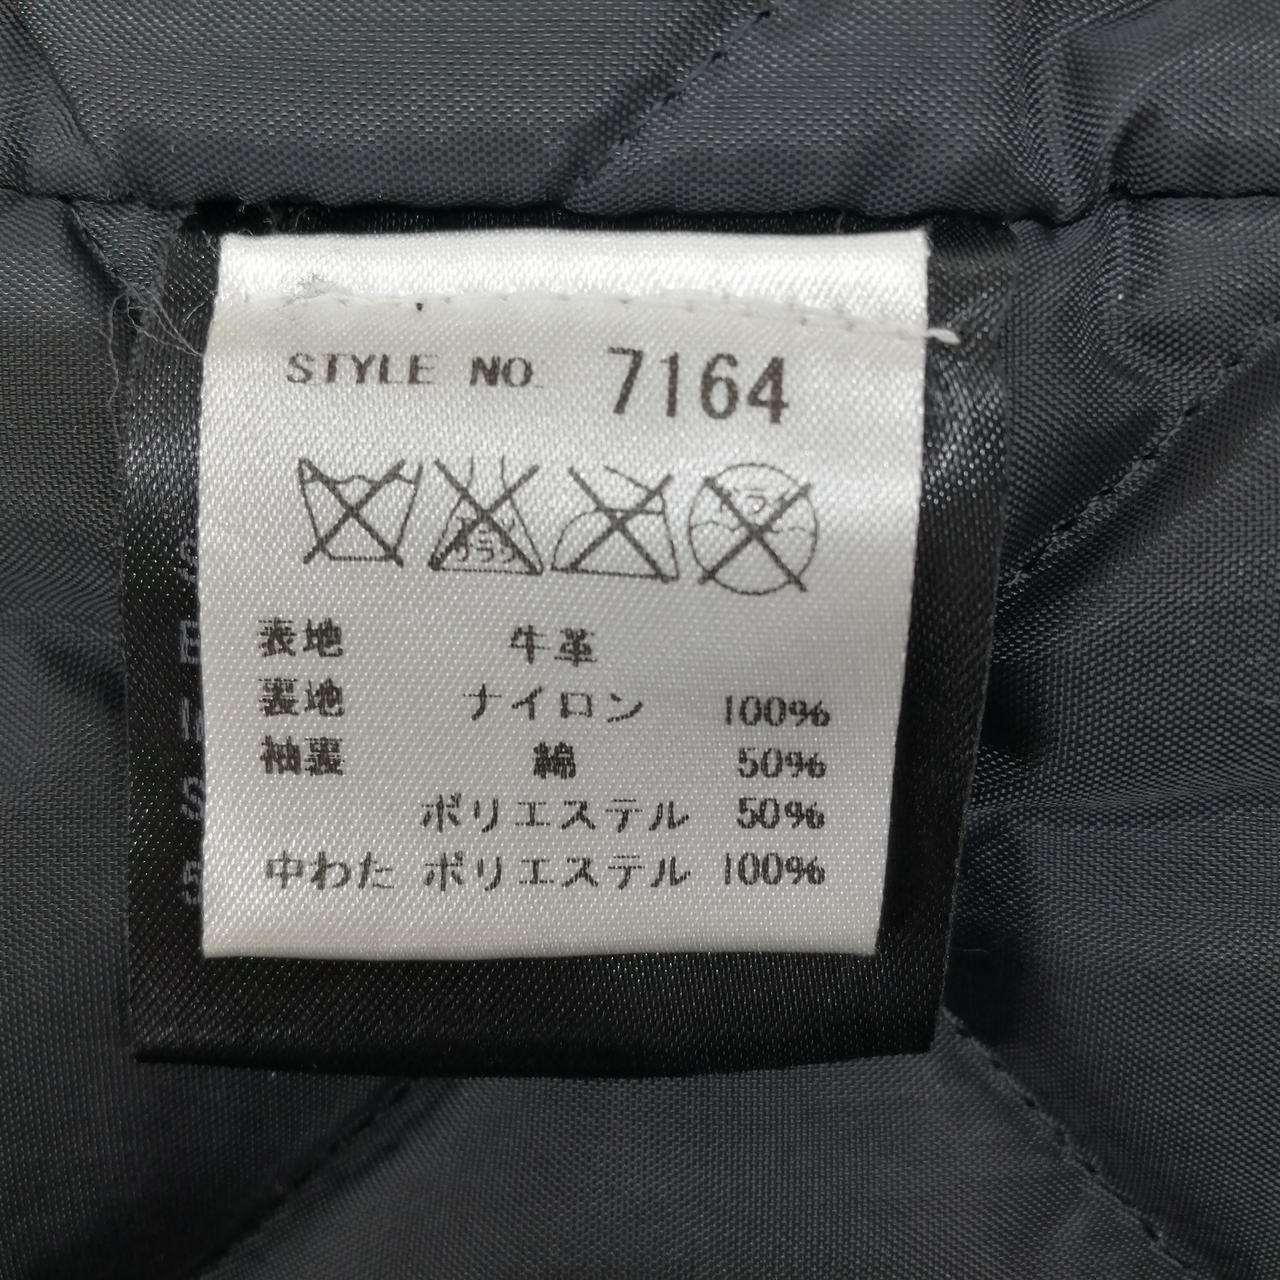 STYLE NO. 7164
表地 牛革
裏地 ナイロン 100%
袖裏 綿 50%
ポリエステル 50%
中わた ポリエステル 100%